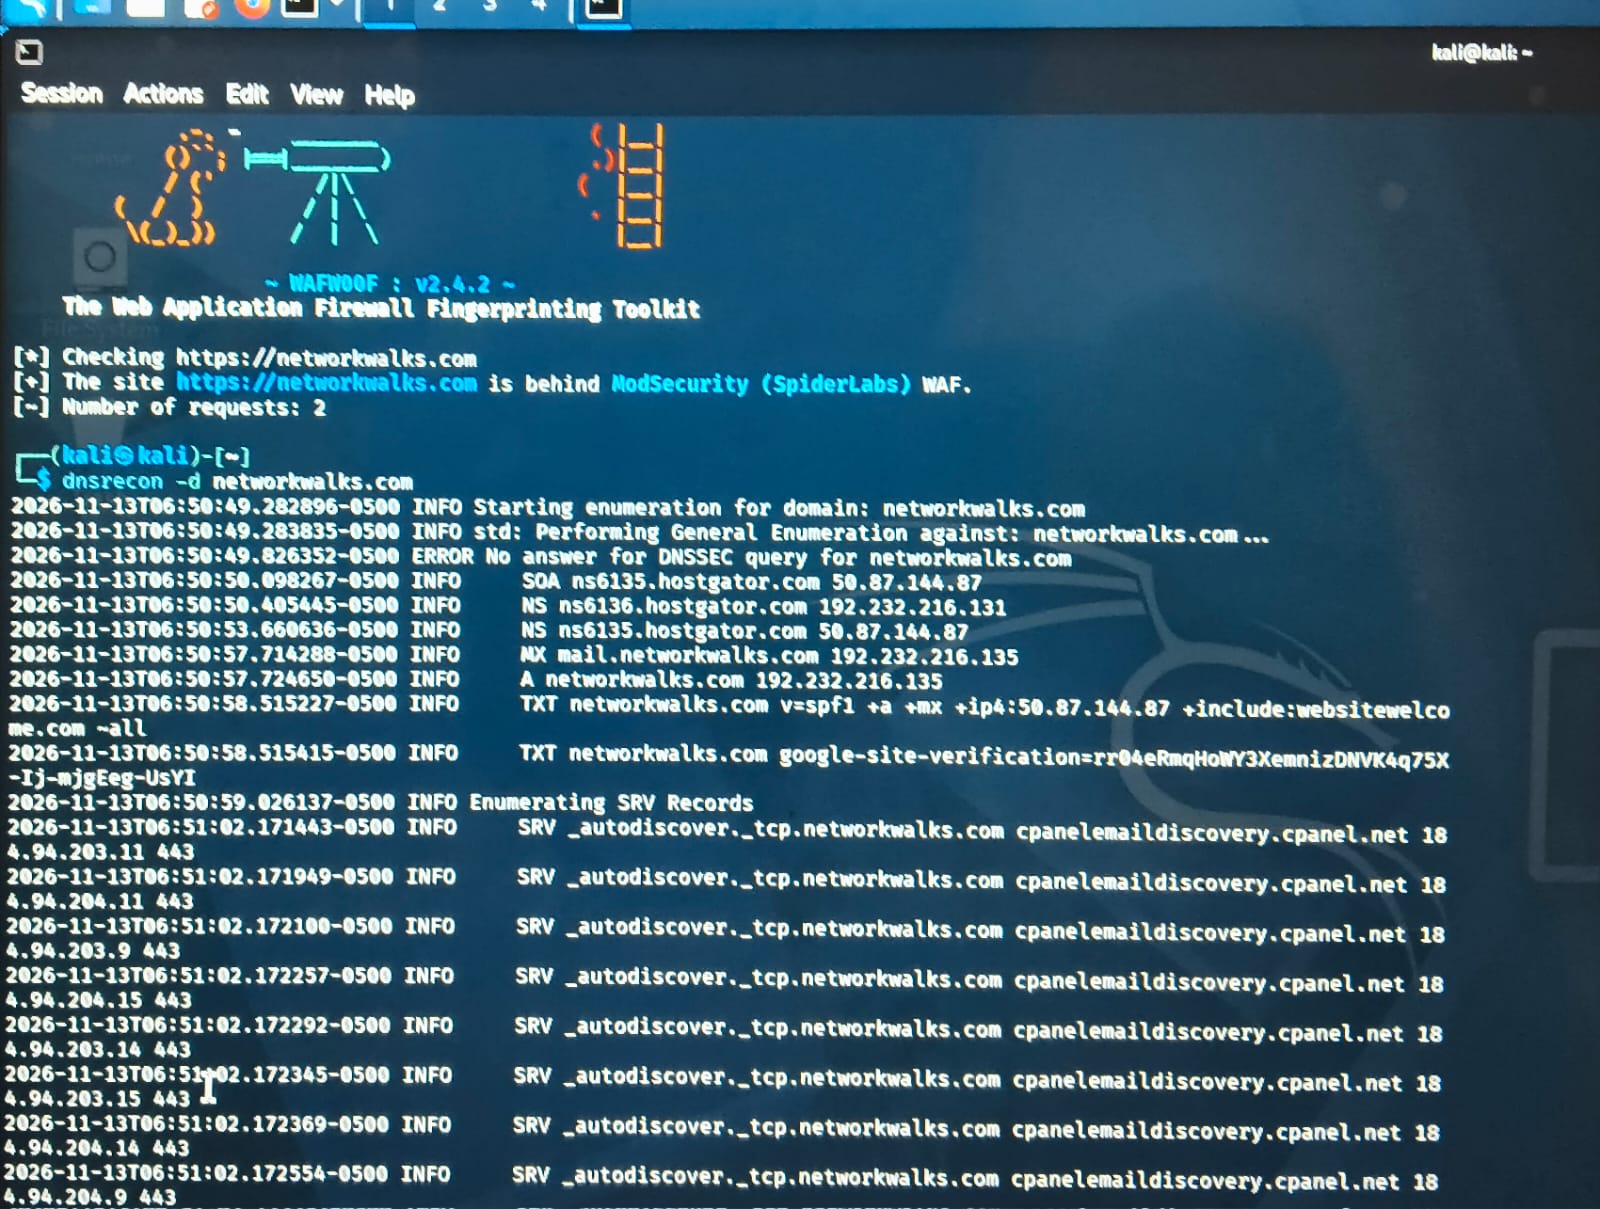 1 2 3 4
kali@kali: ~
Session Actions Edit View Help
~ WAFW00F : v2.4.2 ~
The Web Application Firewall Fingerprinting Toolkit
File System
[*] Checking https://networkwalks.com
[+] The site https://networkwalks.com is behind ModSecurity (SpiderLabs) WAF.
[~] Number of requests: 2
┌──(kali㉿kali)-[~]
└─$ dnsrecon -d networkwalks.com
2026-11-13T06:50:49.282896-0500 INFO Starting enumeration for domain: networkwalks.com
2026-11-13T06:50:49.283835-0500 INFO std: Performing General Enumeration against: networkwalks.com...
2026-11-13T06:50:49.826352-0500 ERROR No answer for DNSSEC query for networkwalks.com
2026-11-13T06:50:50.098267-0500 INFO SOA ns6135.hostgator.com 50.87.144.87
2026-11-13T06:50:50.405445-0500 INFO NS ns6136.hostgator.com 192.232.216.131
2026-11-13T06:50:53.660636-0500 INFO NS ns6135.hostgator.com 50.87.144.87
2026-11-13T06:50:57.714288-0500 INFO MX mail.networkwalks.com 192.232.216.135
2026-11-13T06:50:57.724650-0500 INFO A networkwalks.com 192.232.216.135
2026-11-13T06:50:58.515227-0500 INFO TXT networkwalks.com v=spf1 +a +mx +ip4:50.87.144.87 +include:websitewelco
me.com ~all
2026-11-13T06:50:58.515415-0500 INFO TXT networkwalks.com google-site-verification=rr04eRmqHoWY3XemnizDNVK4q75X
-Ij-mjgEeg-UsYI
2026-11-13T06:50:59.026137-0500 INFO Enumerating SRV Records
2026-11-13T06:51:02.171443-0500 INFO SRV _autodiscover._tcp.networkwalks.com cpanelemaildiscovery.cpanel.net 18
4.94.203.11 443
2026-11-13T06:51:02.171949-0500 INFO SRV _autodiscover._tcp.networkwalks.com cpanelemaildiscovery.cpanel.net 18
4.94.204.11 443
2026-11-13T06:51:02.172100-0500 INFO SRV _autodiscover._tcp.networkwalks.com cpanelemaildiscovery.cpanel.net 18
4.94.203.9 443
2026-11-13T06:51:02.172257-0500 INFO SRV _autodiscover._tcp.networkwalks.com cpanelemaildiscovery.cpanel.net 18
4.94.204.15 443
2026-11-13T06:51:02.172292-0500 INFO SRV _autodiscover._tcp.networkwalks.com cpanelemaildiscovery.cpanel.net 18
4.94.203.14 443
2026-11-13T06:51:02.172345-0500 INFO SRV _autodiscover._tcp.networkwalks.com cpanelemaildiscovery.cpanel.net 18
4.94.203.15 443
2026-11-13T06:51:02.172369-0500 INFO SRV _autodiscover._tcp.networkwalks.com cpanelemaildiscovery.cpanel.net 18
4.94.204.14 443
2026-11-13T06:51:02.172554-0500 INFO SRV _autodiscover._tcp.networkwalks.com cpanelemaildiscovery.cpanel.net 18
4.94.204.9 443